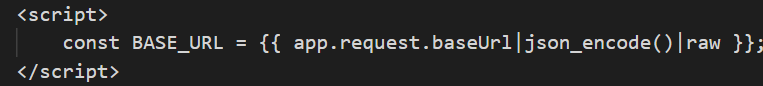 <script>
const BASE_URL = {{ app.request.baseUrl|json_encode()|raw }};
</script>